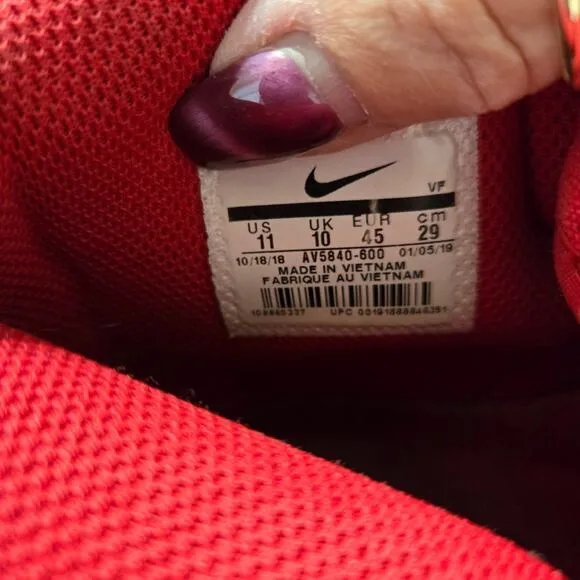 VF
US UK EUR cm
11 10 45 29
10/18/18 AV5840-600 01/05/19
MADE IN VIETNAM
FABRIQUE AU VIETNAM
UPC